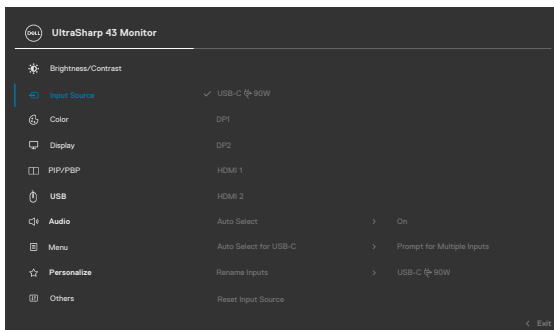 DELL UltraSharp 43 Monitor
Brightness/Contrast
Input Source ✓ USB-C 90W
Color DP1
Display DP2
PIP/PBP HDMI 1
USB HDMI 2
Audio Auto Select > On
Menu Auto Select for USB-C > Prompt for Multiple Inputs
Personalize Rename Inputs > USB-C 90W
Others Reset Input Source
< Exit